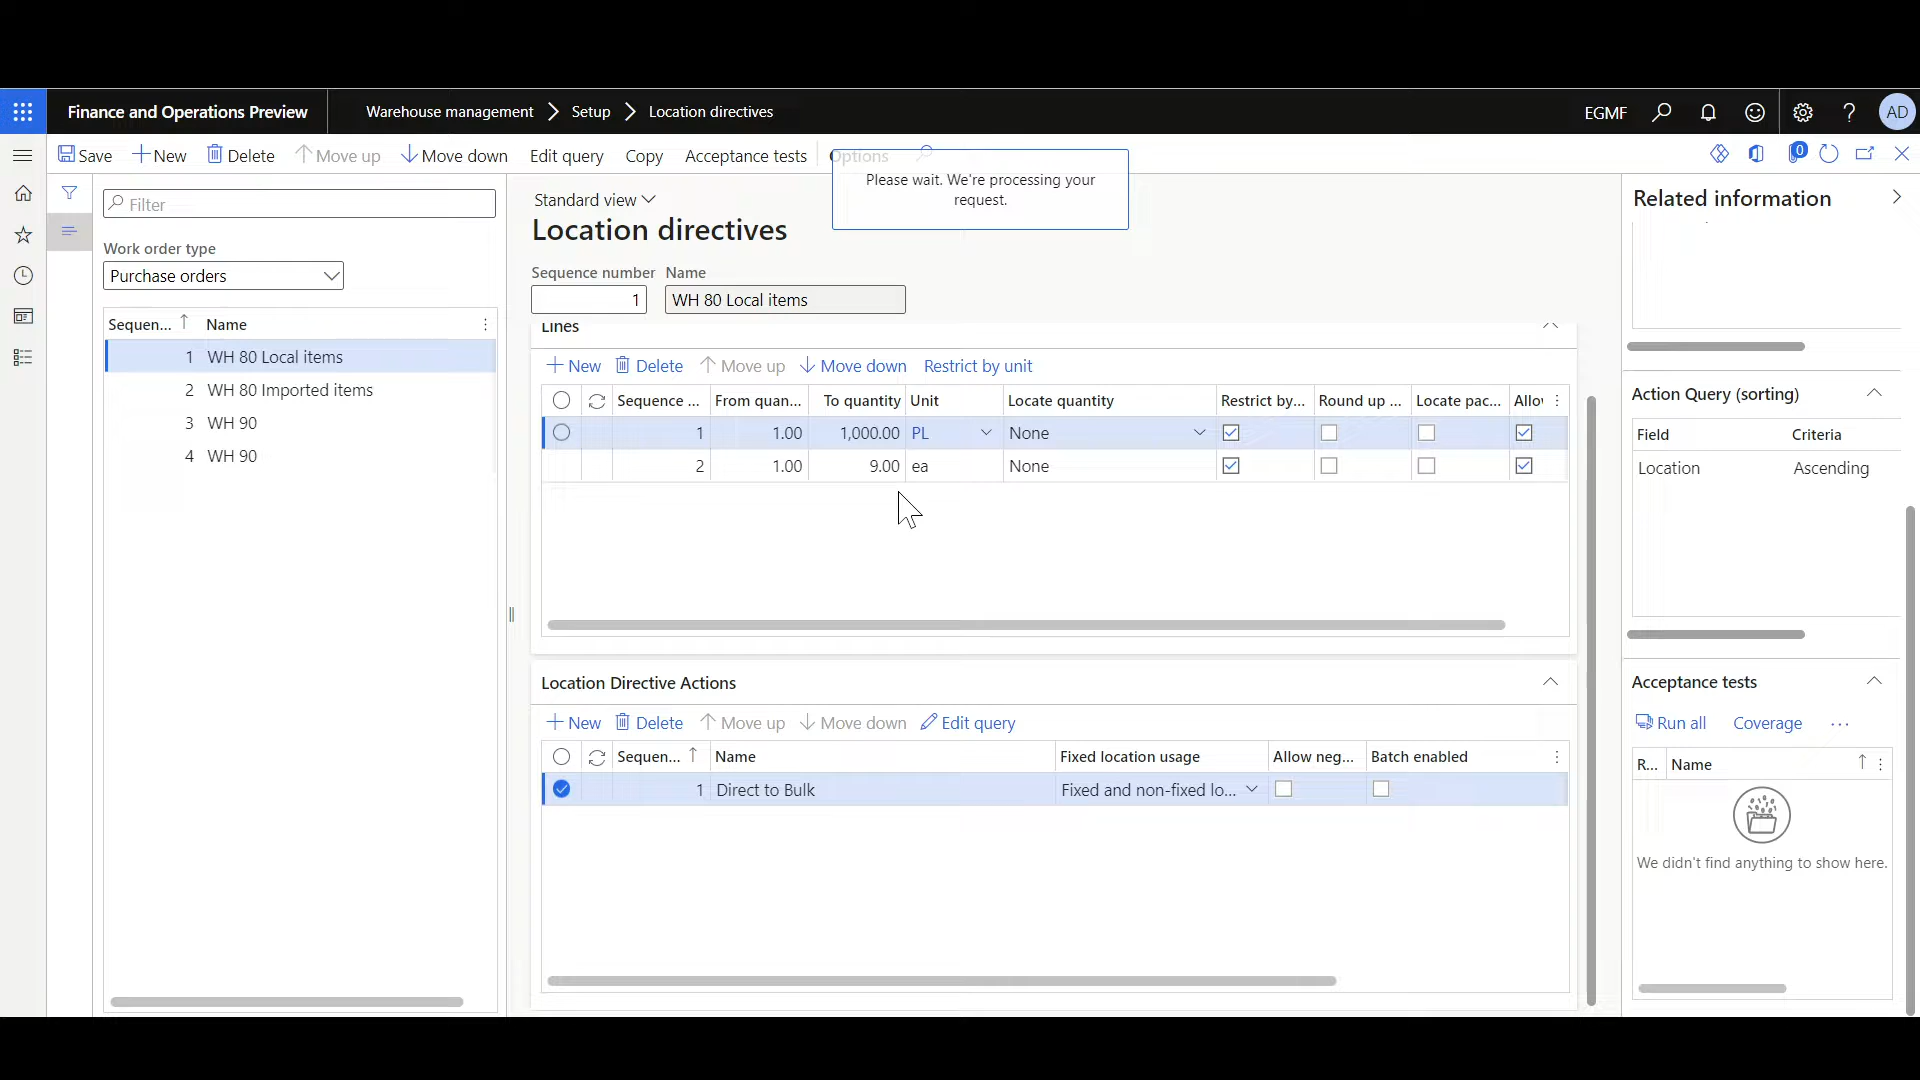 Finance and Operations Preview
Warehouse management > Setup > Location directives
EGMF
AD
Save New Delete Move up Move down Edit query Copy Acceptance tests Options
0
Please wait. We're processing your
request.
Filter
Work order type
Purchase orders
Sequen... Name
1 WH 80 Local items
2 WH 80 Imported items
3 WH 90
4 WH 90
Standard view
Location directives
Sequence number Name
1 WH 80 Local items
Lines
New Delete Move up Move down Restrict by unit
Sequence ... From quan... To quantity Unit Locate quantity Restrict by... Round up ... Locate pac...
1 1.00 1,000.00 PL None
2 1.00 9.00 ea None
Location Directive Actions
New Delete Move up Move down Edit query
Sequen... Name Fixed location usage Allow neg... Batch enabled
1 Direct to Bulk Fixed and non-fixed lo...
Related information
Action Query (sorting)
Field Criteria
Location Ascending
Acceptance tests
Run all Coverage ...
R... Name
We didn't find anything to show here.